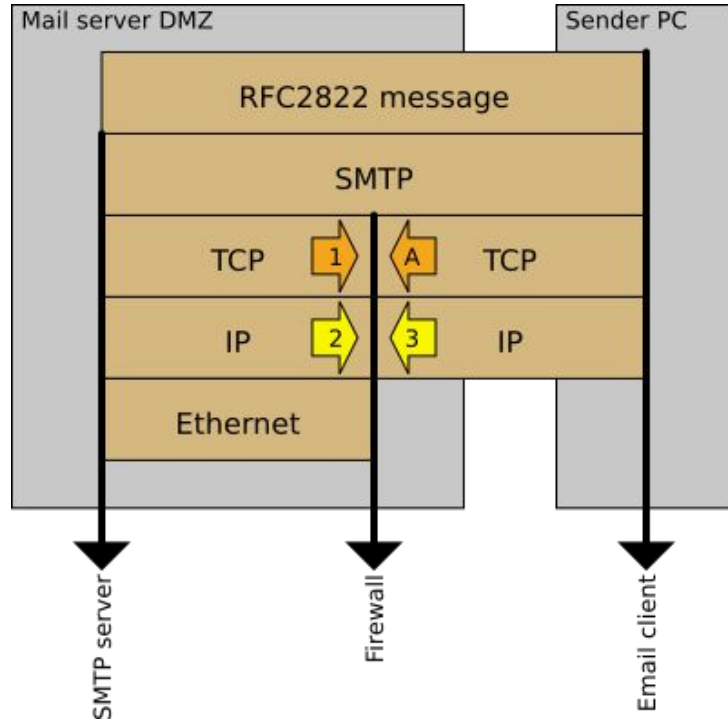 Mail server DMZ
Sender PC
RFC2822 message
SMTP
TCP
1
A
TCP
IP
2
3
IP
Ethernet
SMTP server
Firewall
Email client